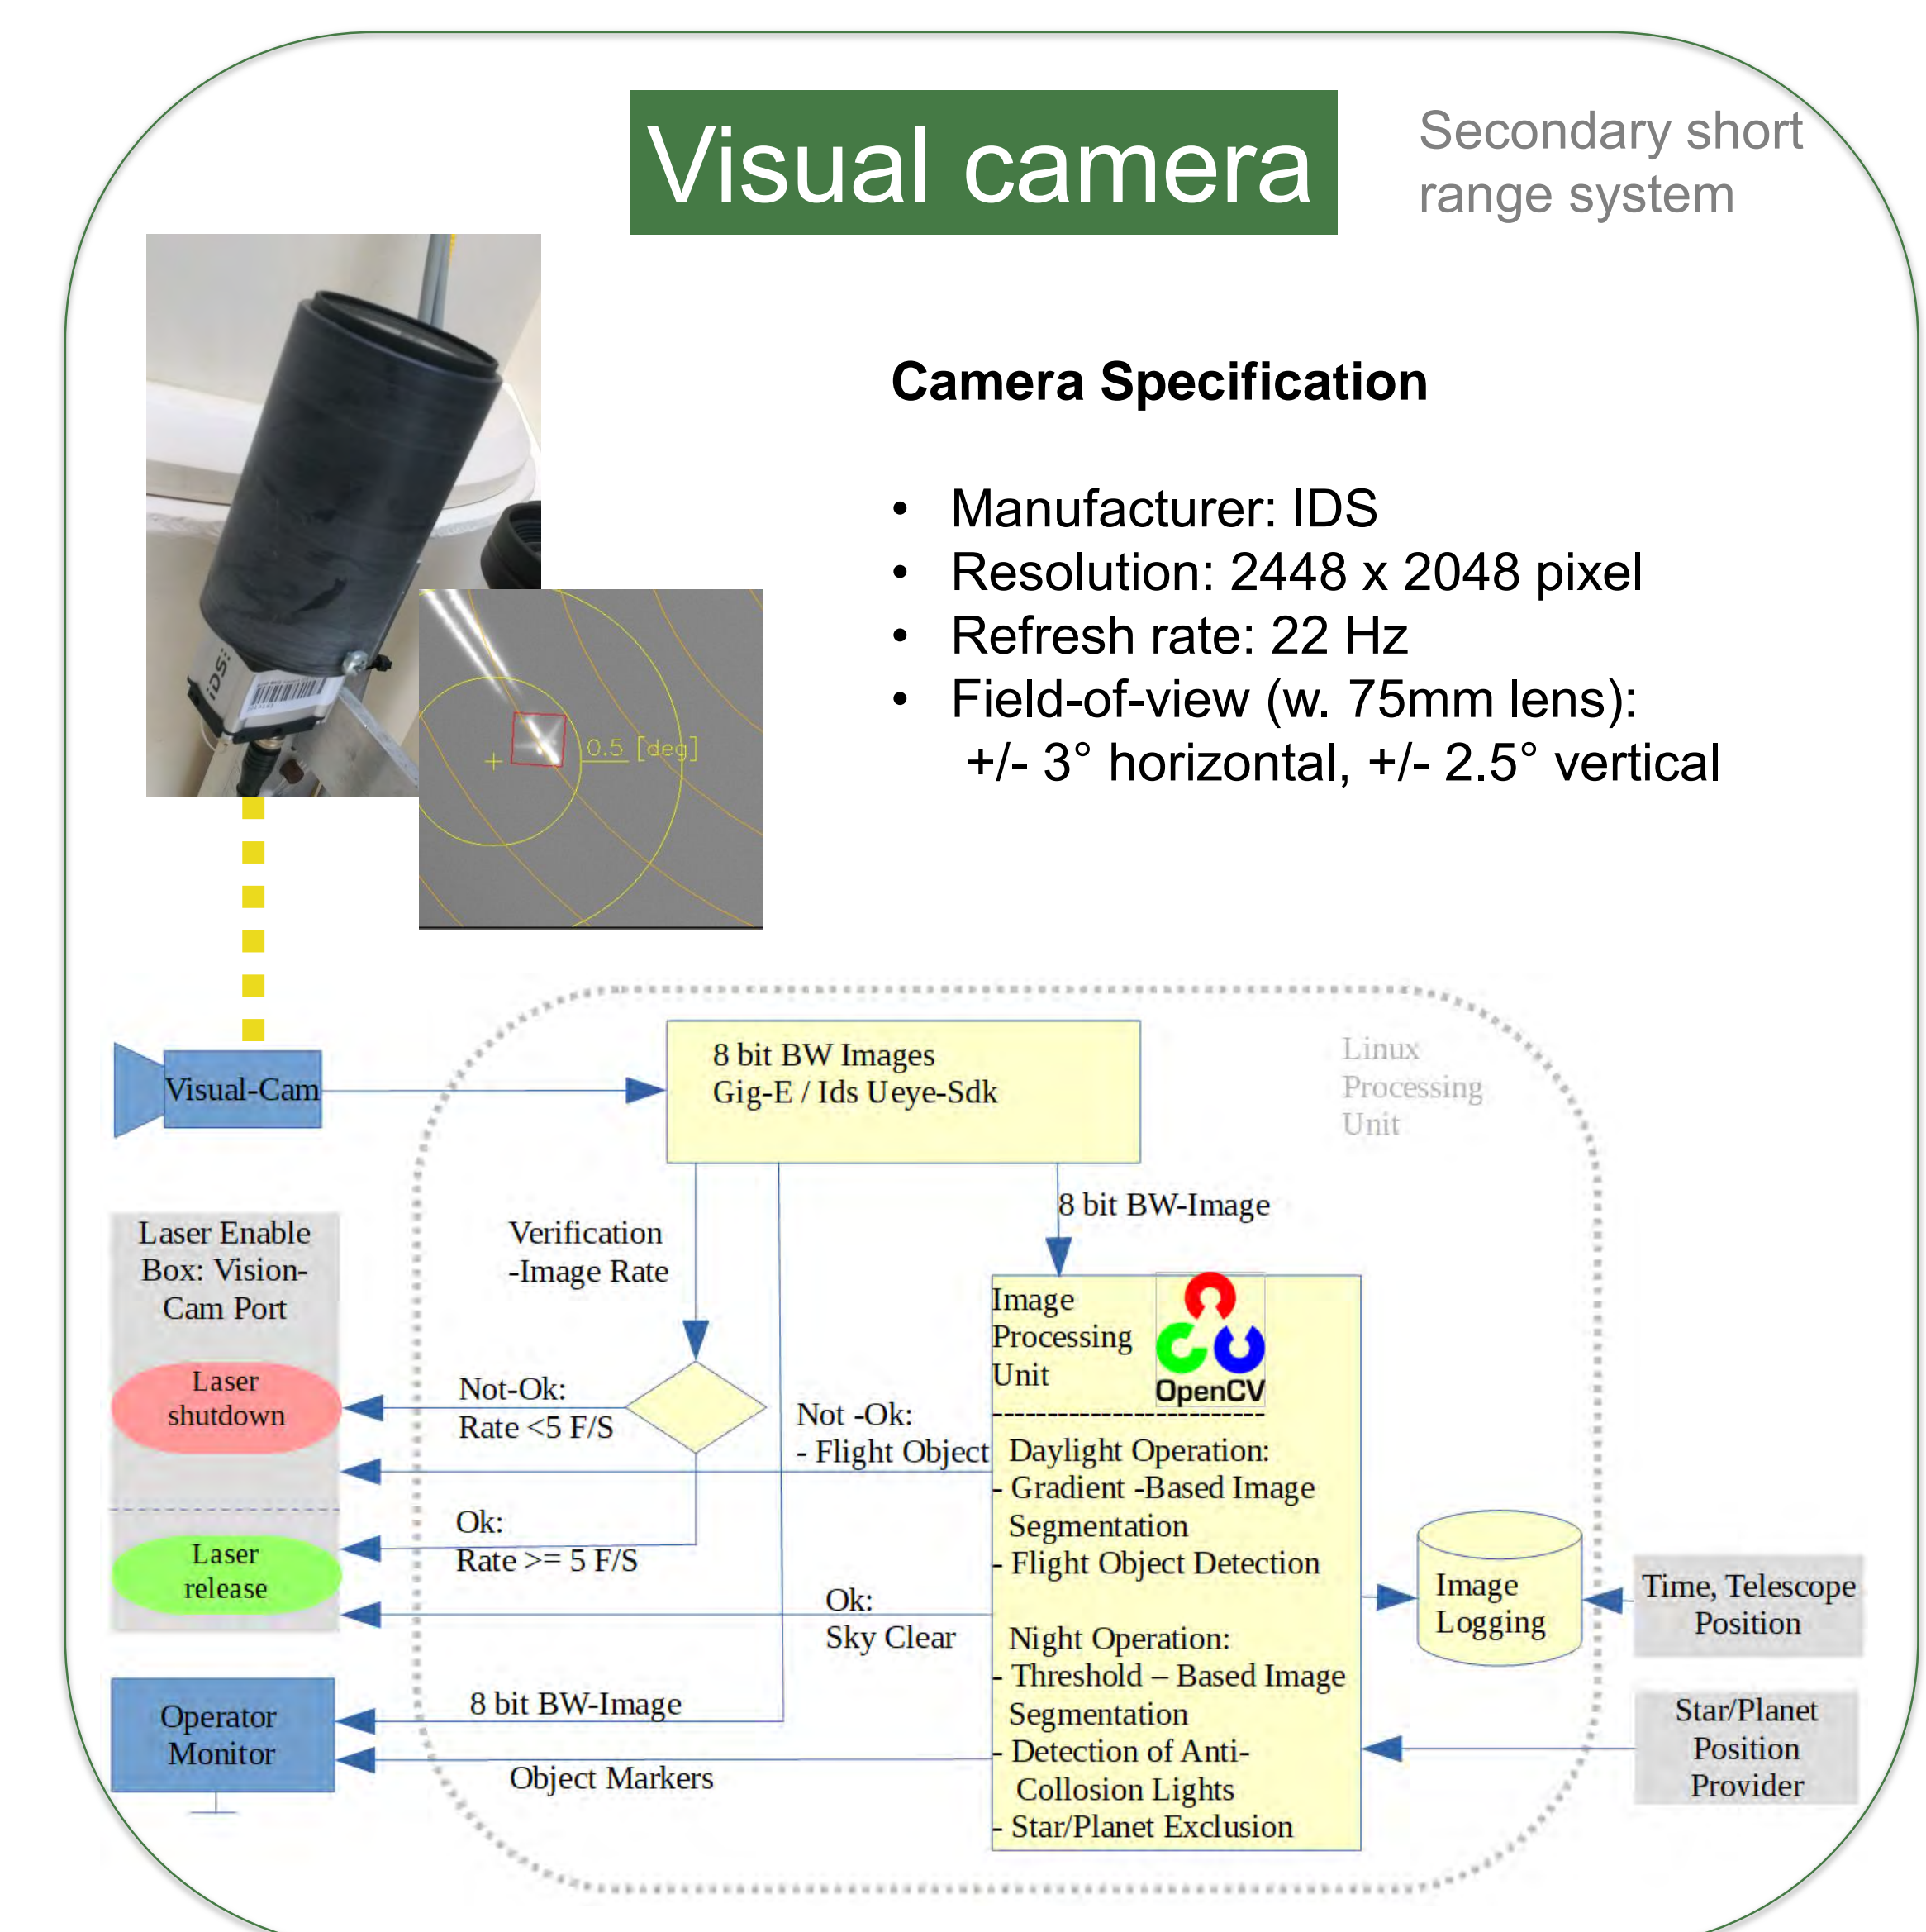 Visual camera
Secondary short
range system
Camera Specification
• Manufacturer: IDS
• Resolution: 2448 x 2048 pixel
• Refresh rate: 22 Hz
• Field-of-view (w. 75mm lens):
+/- 3° horizontal, +/- 2.5° vertical
iDS:
0.5 [deg]
Visual-Cam
8 bit BW Images
Gig-E / Ids Ueye-Sdk
Linux
Processing
Unit
Laser Enable
Box: Vision-
Cam Port
Laser
shutdown
Laser
release
Verification
-Image Rate
8 bit BW-Image
Not-Ok:
Rate <5 F/S
Not -Ok:
- Flight Object
Ok:
Rate >= 5 F/S
Ok:
Sky Clear
Image
Processing
Unit
OpenCV
--------------------------
Daylight Operation:
- Gradient -Based Image
Segmentation
- Flight Object Detection
Night Operation:
- Threshold – Based Image
Segmentation
- Detection of Anti-
Collosion Lights
- Star/Planet Exclusion
Image
Logging
Time, Telescope
Position
Star/Planet
Position
Provider
Operator
Monitor
8 bit BW-Image
Object Markers